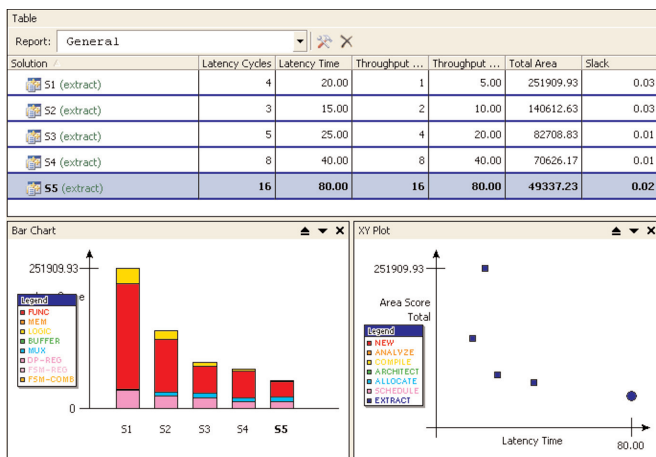 Table
Report: General
Solution Latency Cycles Latency Time Throughput ... Throughput ... Total Area Slack
S1 (extract) 4 20.00 1 5.00 251909.93 0.03
S2 (extract) 3 15.00 2 10.00 140612.63 0.03
S3 (extract) 5 25.00 4 20.00 82708.83 0.01
S4 (extract) 8 40.00 8 40.00 70626.17 0.01
S5 (extract) 16 80.00 16 80.00 49337.23 0.02
Bar Chart
251909.93
Legend
FUNC
MEM
LOGIC
BUFFER
MUX
DP-REG
FSM-REG
FSM-COMB
0
S1 S2 S3 S4 S5
XY Plot
251909.93
Area Score
Total
Legend
NEW
ANALYZE
COMPILE
ARCHITECT
ALLOCATE
SCHEDULE
EXTRACT
Latency Time
80.00